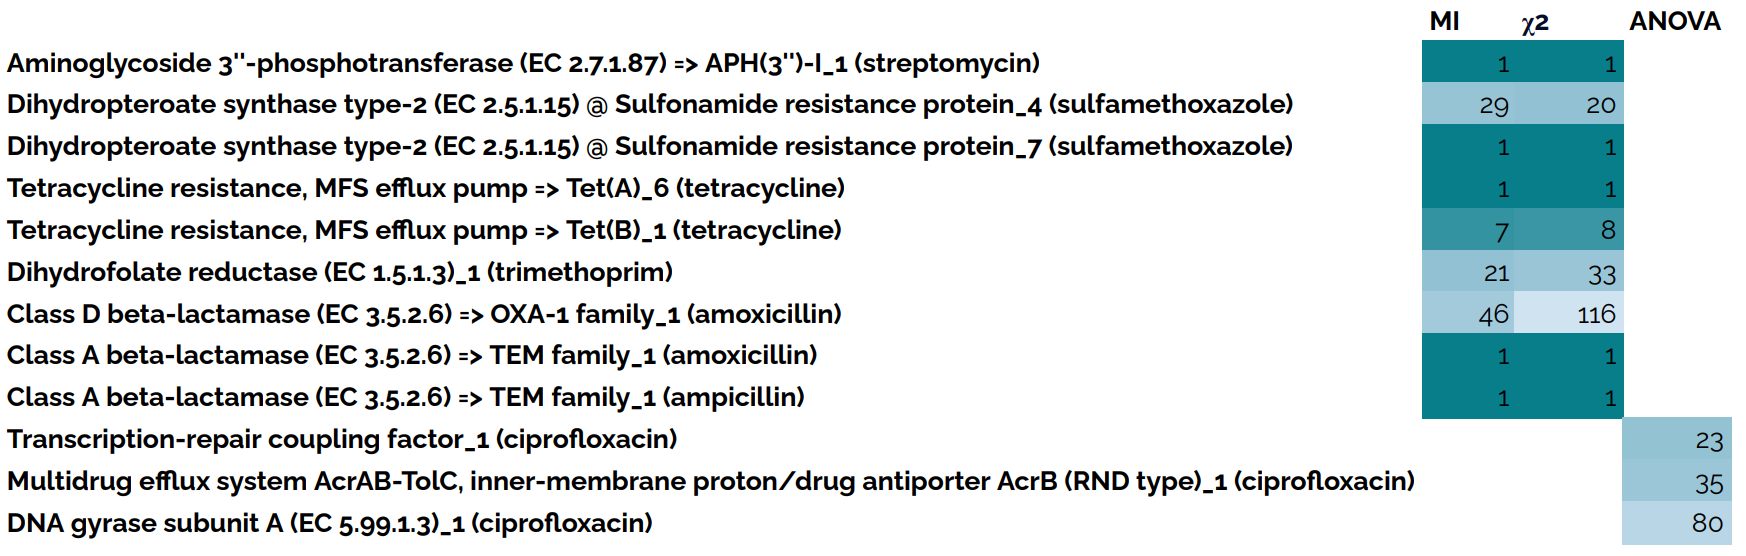 MI χ2 ANOVA
Aminoglycoside 3''-phosphotransferase (EC 2.7.1.87) => APH(3'')-I_1 (streptomycin) 1 1
Dihydropteroate synthase type-2 (EC 2.5.1.15) @ Sulfonamide resistance protein_4 (sulfamethoxazole) 29 20
Dihydropteroate synthase type-2 (EC 2.5.1.15) @ Sulfonamide resistance protein_7 (sulfamethoxazole) 1 1
Tetracycline resistance, MFS efflux pump => Tet(A)_6 (tetracycline) 1 1
Tetracycline resistance, MFS efflux pump => Tet(B)_1 (tetracycline) 7 8
Dihydrofolate reductase (EC 1.5.1.3)_1 (trimethoprim) 21 33
Class D beta-lactamase (EC 3.5.2.6) => OXA-1 family_1 (amoxicillin) 46 116
Class A beta-lactamase (EC 3.5.2.6) => TEM family_1 (amoxicillin) 1 1
Class A beta-lactamase (EC 3.5.2.6) => TEM family_1 (ampicillin) 1 1
Transcription-repair coupling factor_1 (ciprofloxacin) 23
Multidrug efflux system AcrAB-TolC, inner-membrane proton/drug antiporter AcrB (RND type)_1 (ciprofloxacin) 35
DNA gyrase subunit A (EC 5.99.1.3)_1 (ciprofloxacin) 80